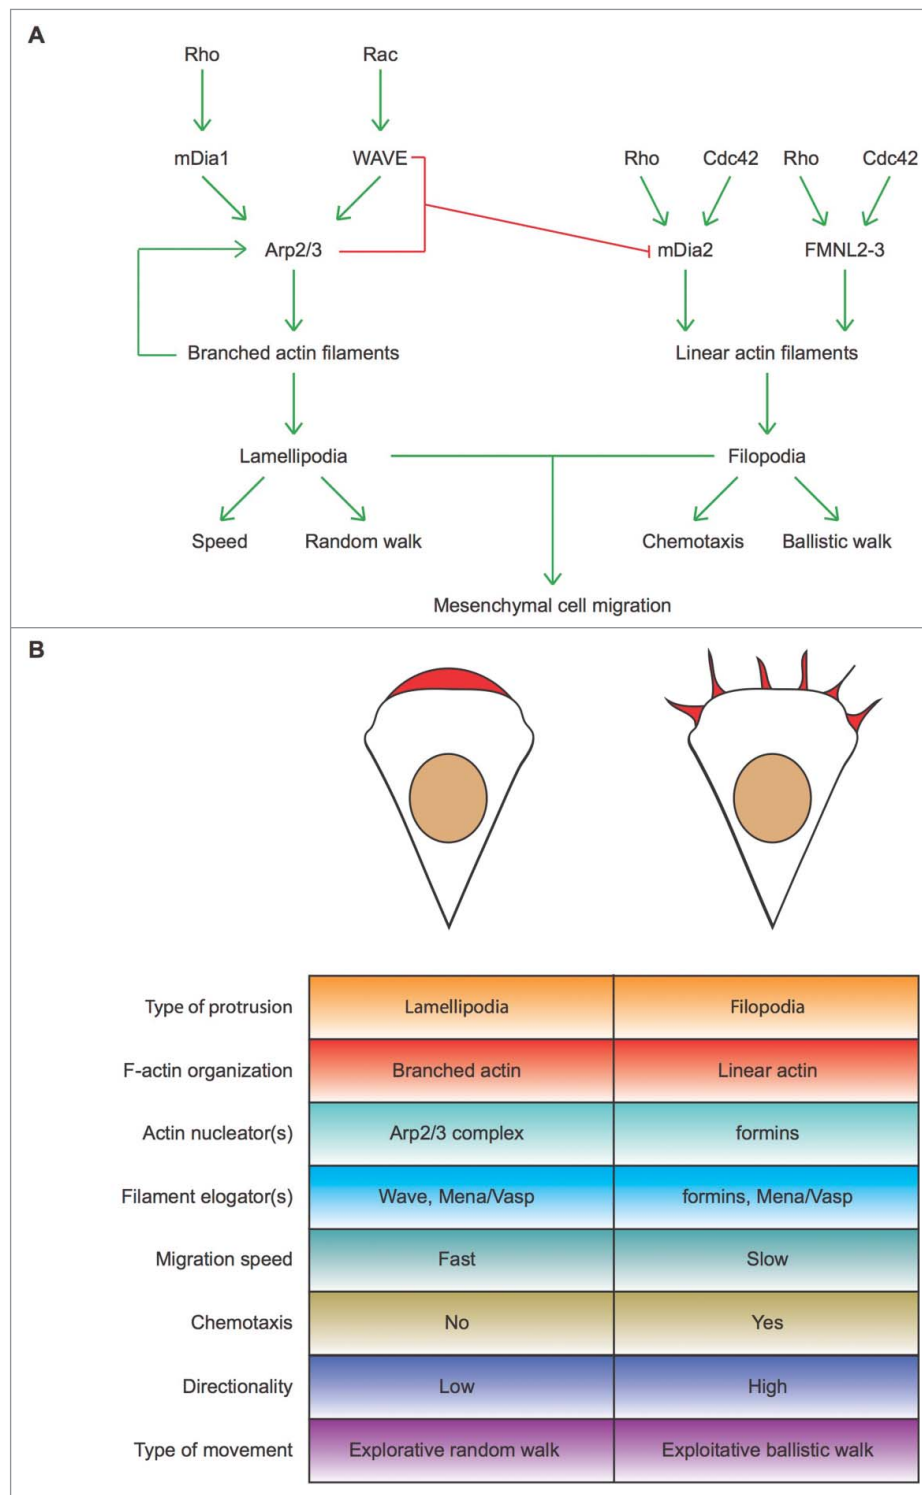 A
Rho Rac
mDia1 WAVE Rho Cdc42 Rho Cdc42
Arp2/3 mDia2 FMNL2-3
Branched actin filaments Linear actin filaments
Lamellipodia Filopodia
Speed Random walk Chemotaxis Ballistic walk
Mesenchymal cell migration
B
Type of protrusion Lamellipodia Filopodia
F-actin organization Branched actin Linear actin
Actin nucleator(s) Arp2/3 complex formins
Filament elogator(s) Wave, Mena/Vasp formins, Mena/Vasp
Migration speed Fast Slow
Chemotaxis No Yes
Directionality Low High
Type of movement Explorative random walk Exploitative ballistic walk